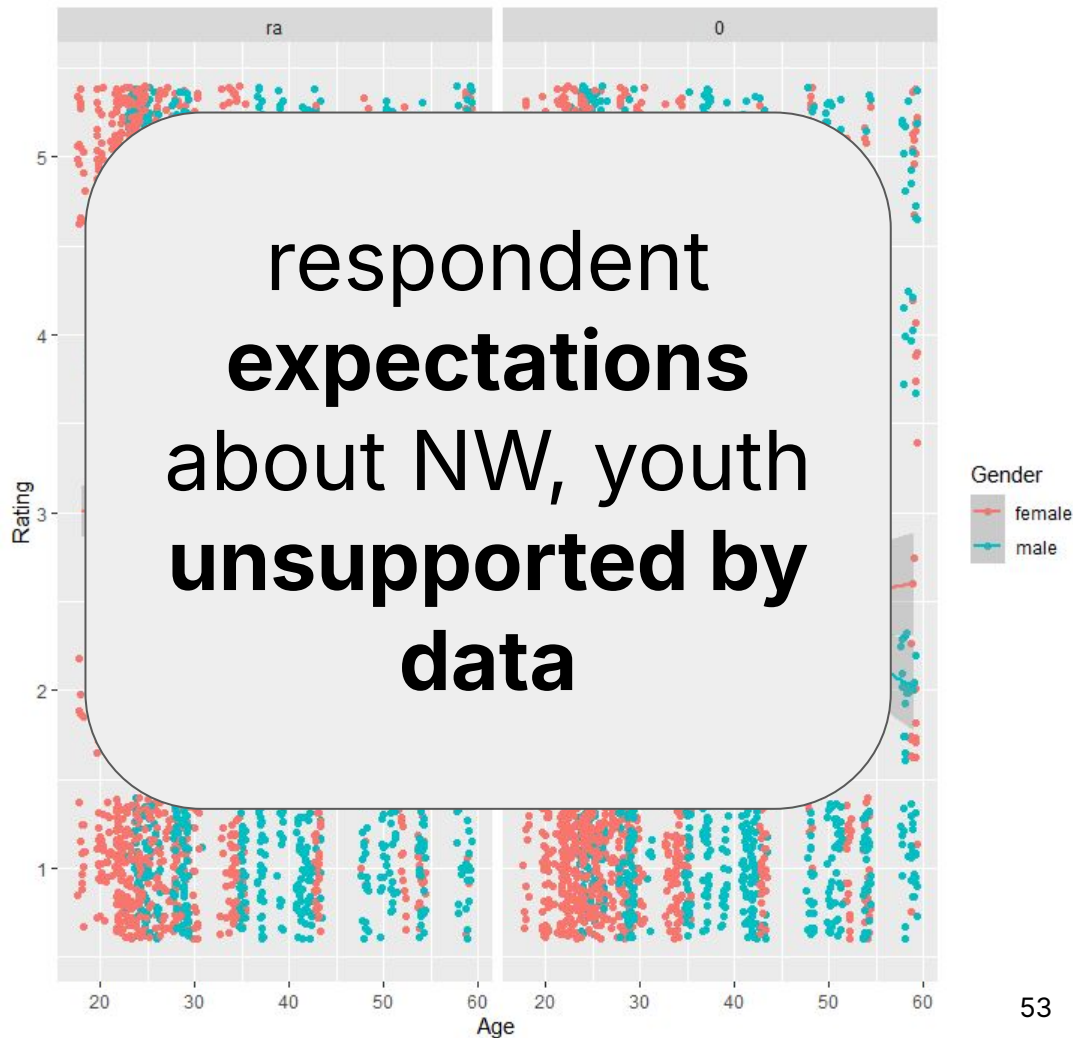 ra
0
5
4
3
2
1
Rating
respondent
expectations
about NW, youth
unsupported by
data
Gender
female
male
20 30 40 50 60 20 30 40 50 60
Age
53